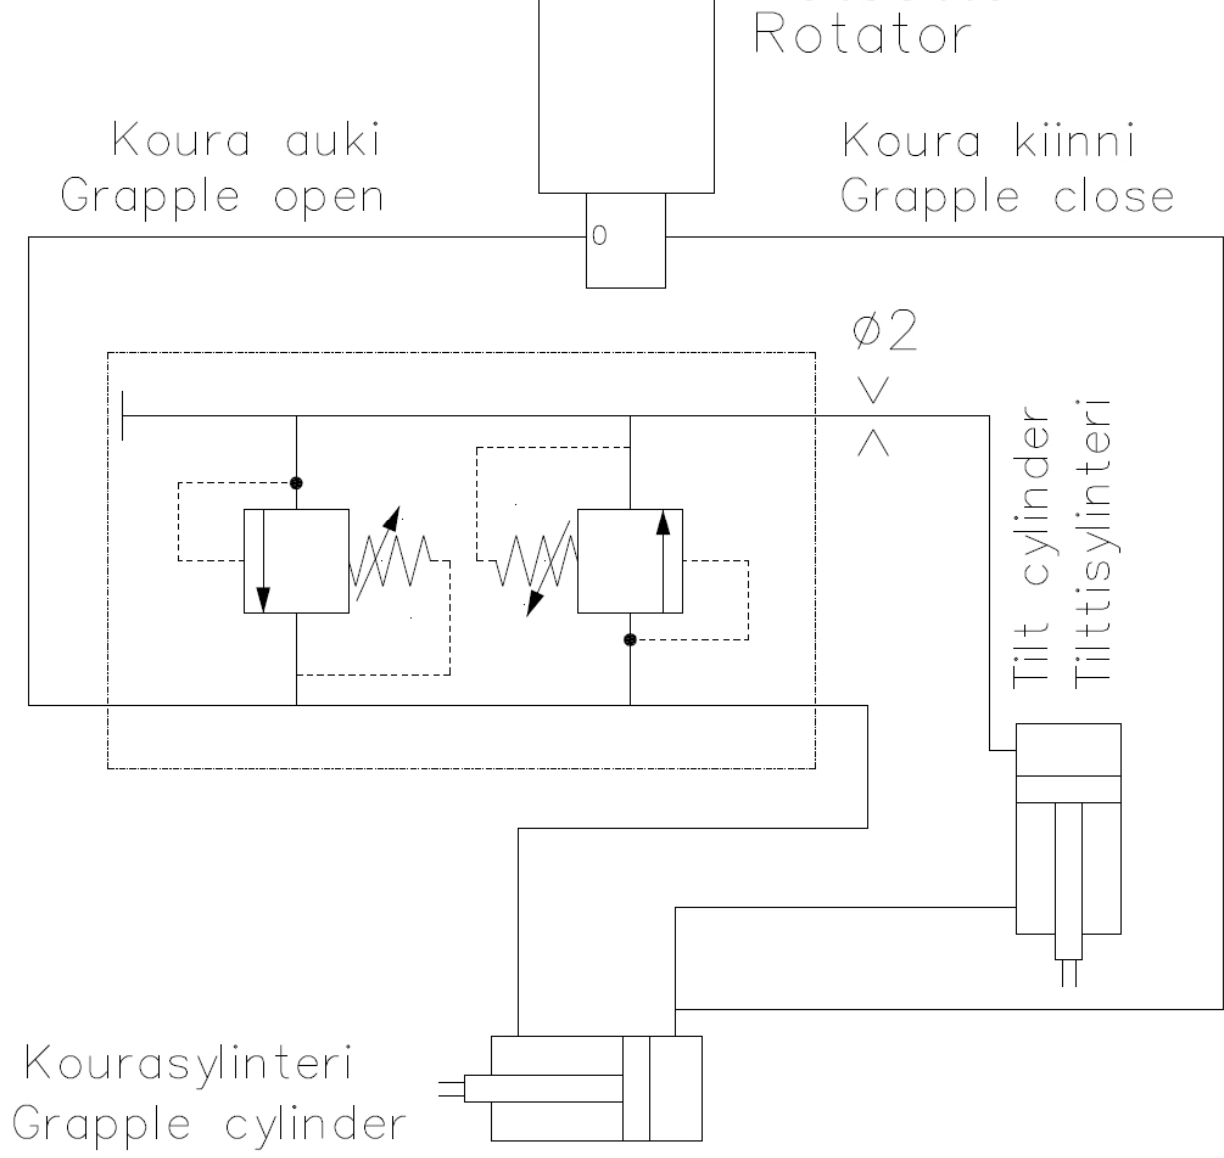 Rotator
Koura auki
Grapple open
Koura kiinni
Grapple close
0
ø2
Tilt cylinder
Tilttisylinteri
Kourasylinteri
Grapple cylinder